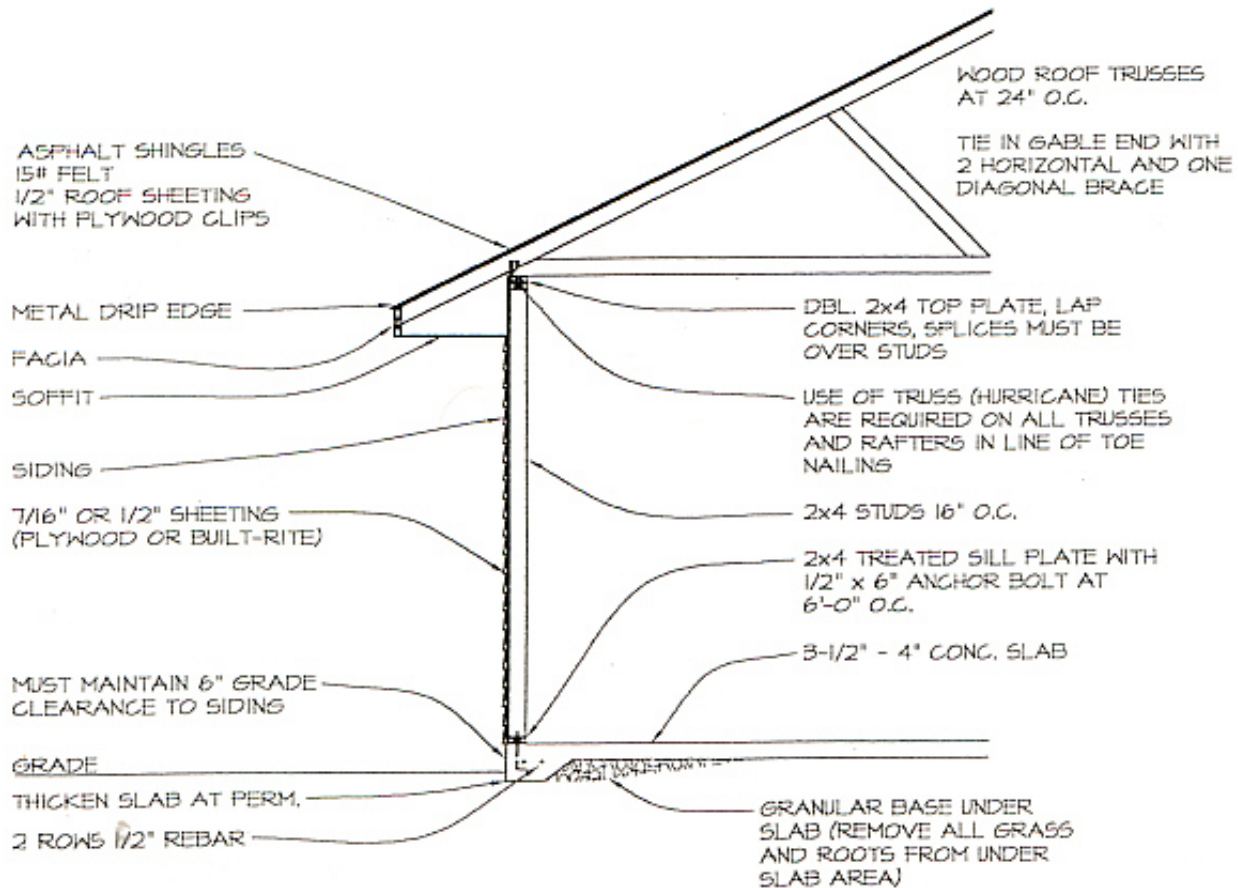 ASPHALT SHINGLES
15# FELT
1/2" ROOF SHEETING
WITH PLYWOOD CLIPS
METAL DRIP EDGE
FACIA
SOFFIT
SIDING
7/16" OR 1/2" SHEETING
(PLYWOOD OR BUILT-RITE)
MUST MAINTAIN 6" GRADE
CLEARANCE TO SIDING
GRADE
THICKEN SLAB AT PERM.
2 ROWS 1/2" REBAR
WOOD ROOF TRUSSES
AT 24" O.C.
TIE IN GABLE END WITH
2 HORIZONTAL AND ONE
DIAGONAL BRACE
DBL. 2x4 TOP PLATE, LAP
CORNERS, SPLICES MUST BE
OVER STUDS
USE OF TRUSS (HURRICANE) TIES
ARE REQUIRED ON ALL TRUSSES
AND RAFTERS IN LINE OF TOE
NAILING
2x4 STUDS 16" O.C.
2x4 TREATED SILL PLATE WITH
1/2" x 6" ANCHOR BOLT AT
6'-0" O.C.
3-1/2" - 4" CONC. SLAB
GRANULAR BASE UNDER
SLAB (REMOVE ALL GRASS
AND ROOTS FROM UNDER
SLAB AREA)